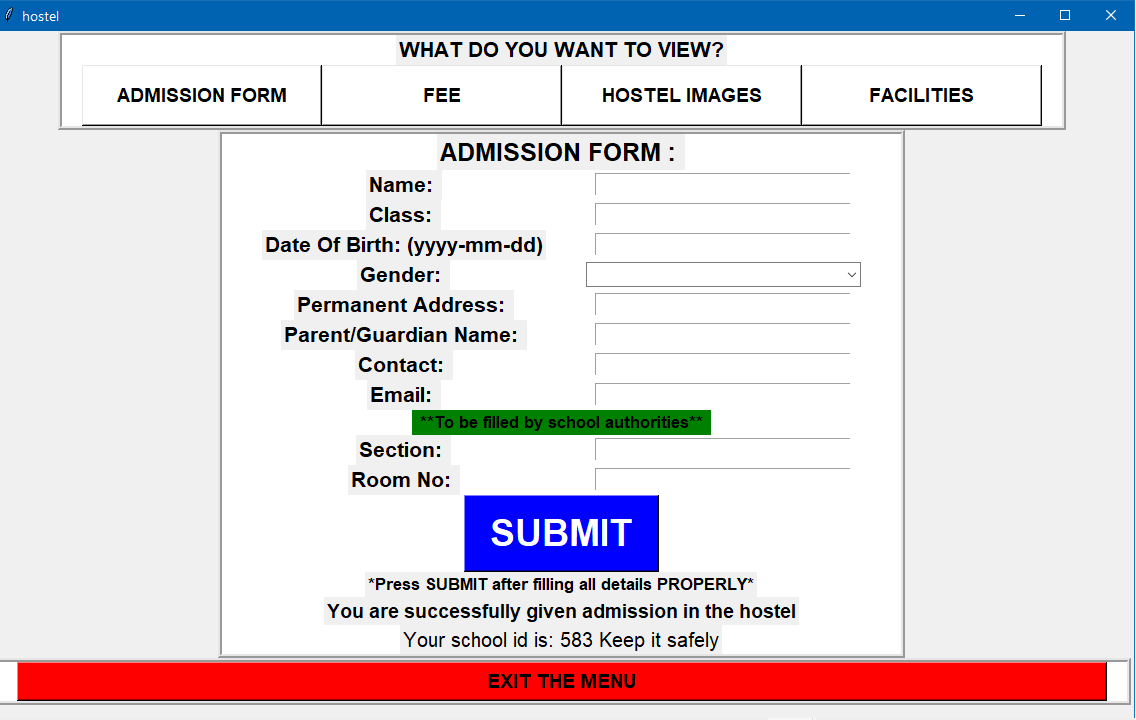 hostel
WHAT DO YOU WANT TO VIEW?
ADMISSION FORM FEE HOSTEL IMAGES FACILITIES
ADMISSION FORM :
Name:
Class:
Date Of Birth: (yyyy-mm-dd)
Gender:
Permanent Address:
Parent/Guardian Name:
Contact:
Email:
**To be filled by school authorities**
Section:
Room No:
SUBMIT
*Press SUBMIT after filling all details PROPERLY*
You are successfully given admission in the hostel
Your school id is: 583 Keep it safely
EXIT THE MENU